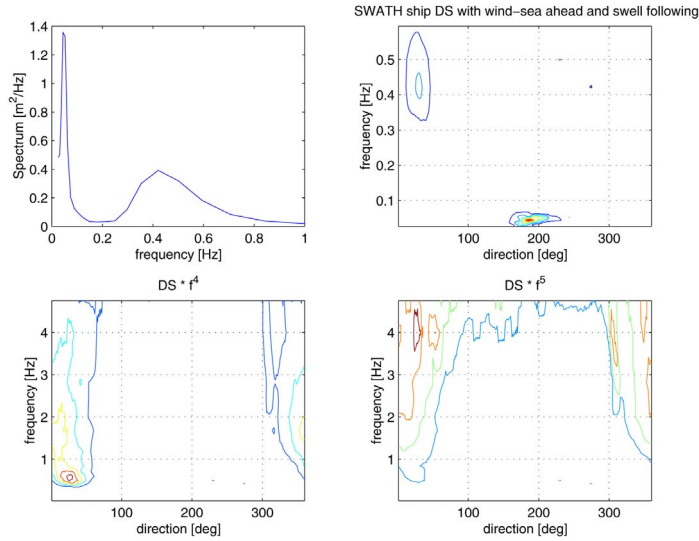 SWATH ship DS with wind-sea ahead and swell following
1.4
1.2
1
0.8
0.6
0.4
0.2
0
Spectrum [m²/Hz]
0 0.2 0.4 0.6 0.8 1
frequency [Hz]
0.5
0.4
0.3
0.2
0.1
frequency [Hz]
100 200 300
direction [deg]
DS * f⁴
4
3
2
1
frequency [Hz]
100 200 300
direction [deg]
DS * f⁵
4
3
2
1
frequency [Hz]
100 200 300
direction [deg]